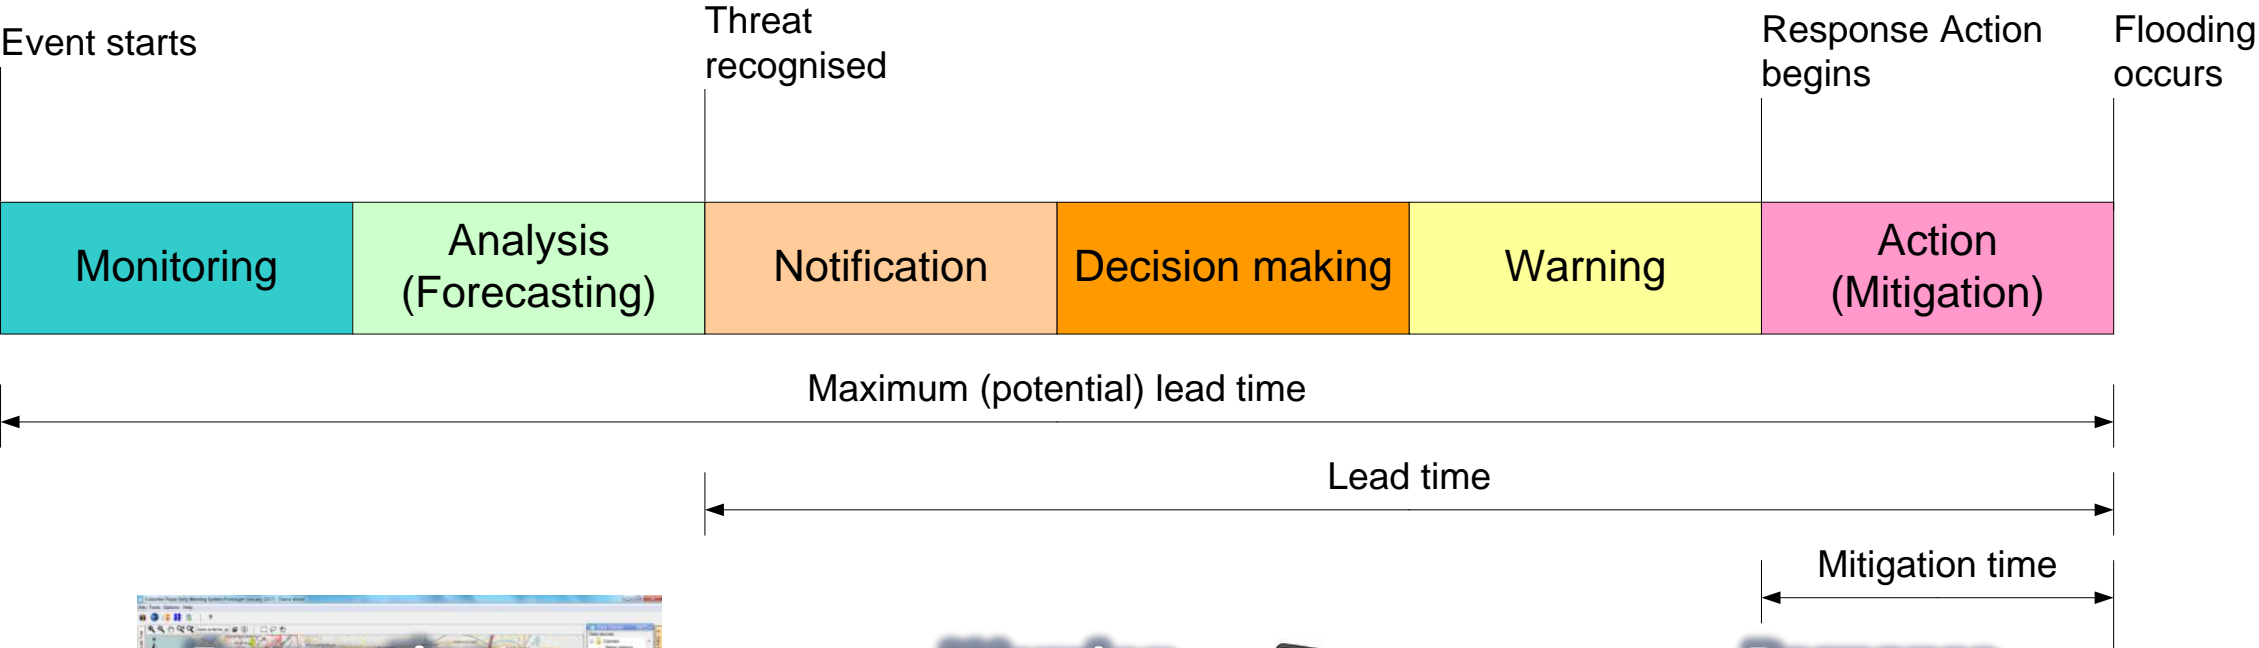 Event starts
Threat
recognised
Response Action
begins
Flooding
occurs
Monitoring
Analysis
(Forecasting)
Notification
Decision making
Warning
Action
(Mitigation)
Maximum (potential) lead time
Lead time
Mitigation time